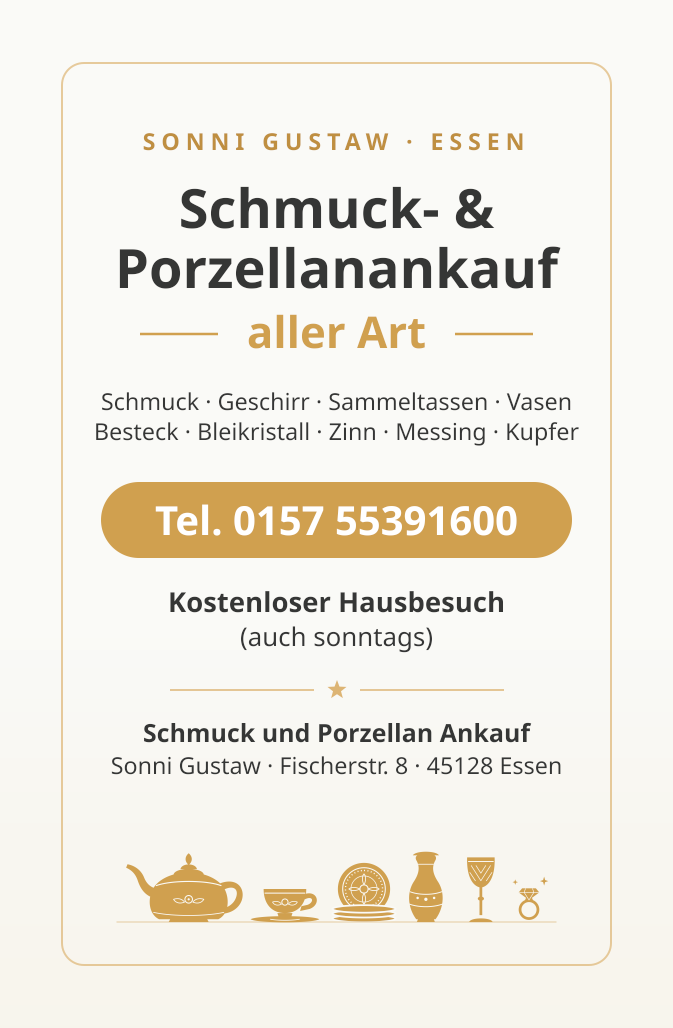 SONNI GUSTAW · ESSEN
Schmuck- &
Porzellanankauf
aller Art
Schmuck · Geschirr · Sammeltassen · Vasen
Besteck · Bleikristall · Zinn · Messing · Kupfer
Tel. 0157 55391600
Kostenloser Hausbesuch
(auch sonntags)
Schmuck und Porzellan Ankauf
Sonni Gustaw · Fischerstr. 8 · 45128 Essen